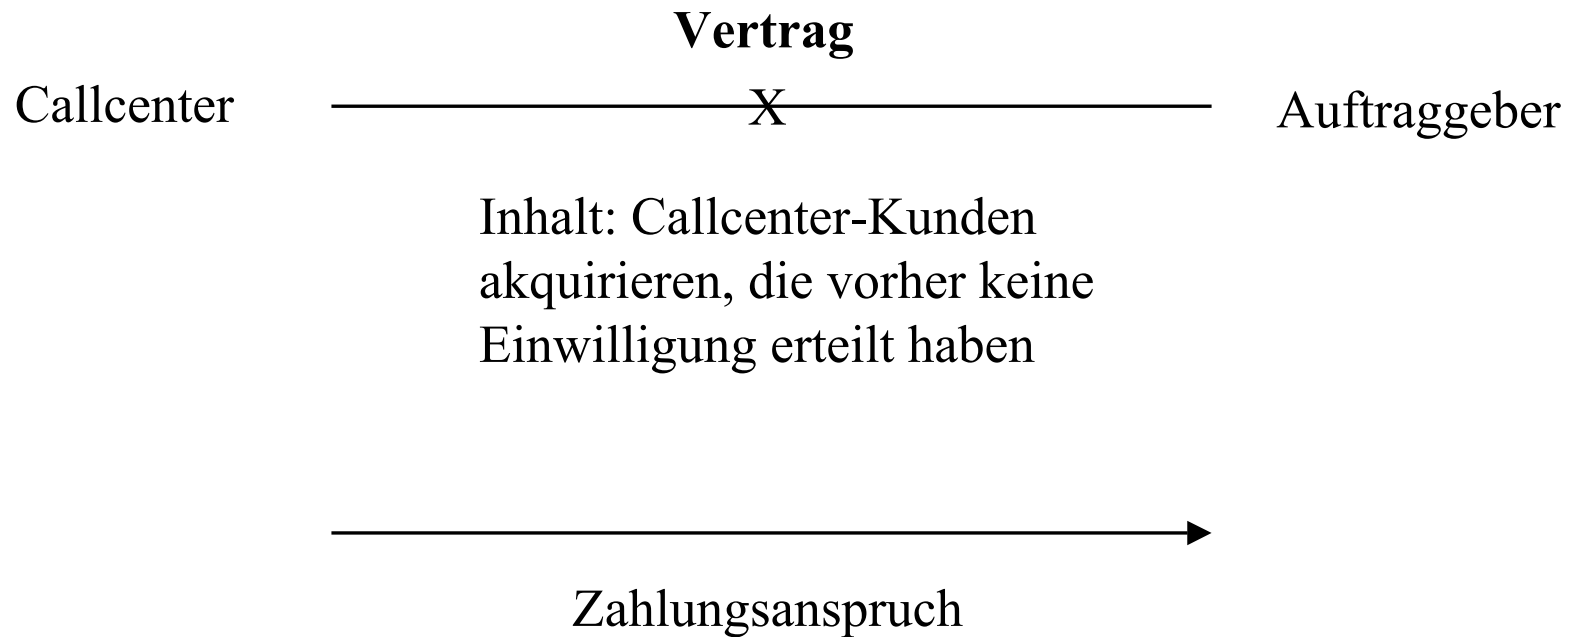 Vertrag
Callcenter
X
Auftraggeber
Inhalt: Callcenter-Kunden
akquirieren, die vorher keine
Einwilligung erteilt haben
Zahlungsanspruch